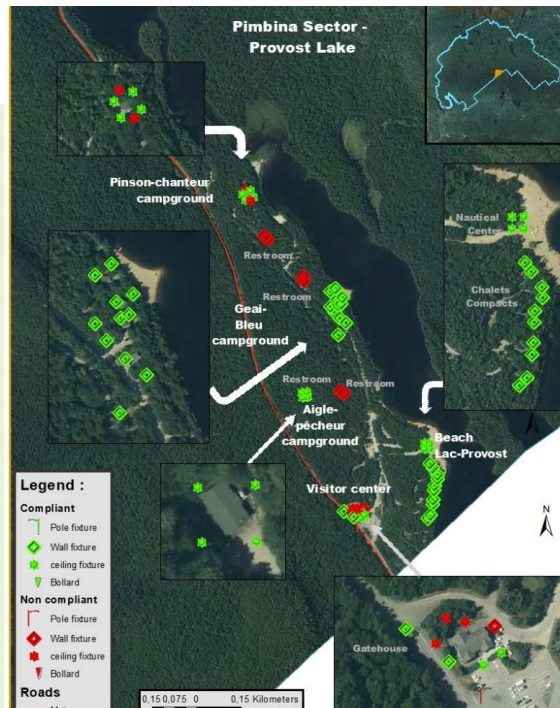 Pimbina Sector -
Provost Lake
Pinson-chanteur
campground
Restroom
Restroom
Geai-
Bleu
campground
Nautical
Center
Chalets
Compacts
Restroom
Restroom
Aigle-
pêcheur
campground
Beach
Lac-Provost
Visitor center
Legend :
Compliant
Pole fixture
Wall fixture
ceiling fixture
Bollard
Non compliant
Pole fixture
Wall fixture
ceiling fixture
Bollard
Roads
N
Gatehouse
0,15 0,075 0 0,15 Kilometers